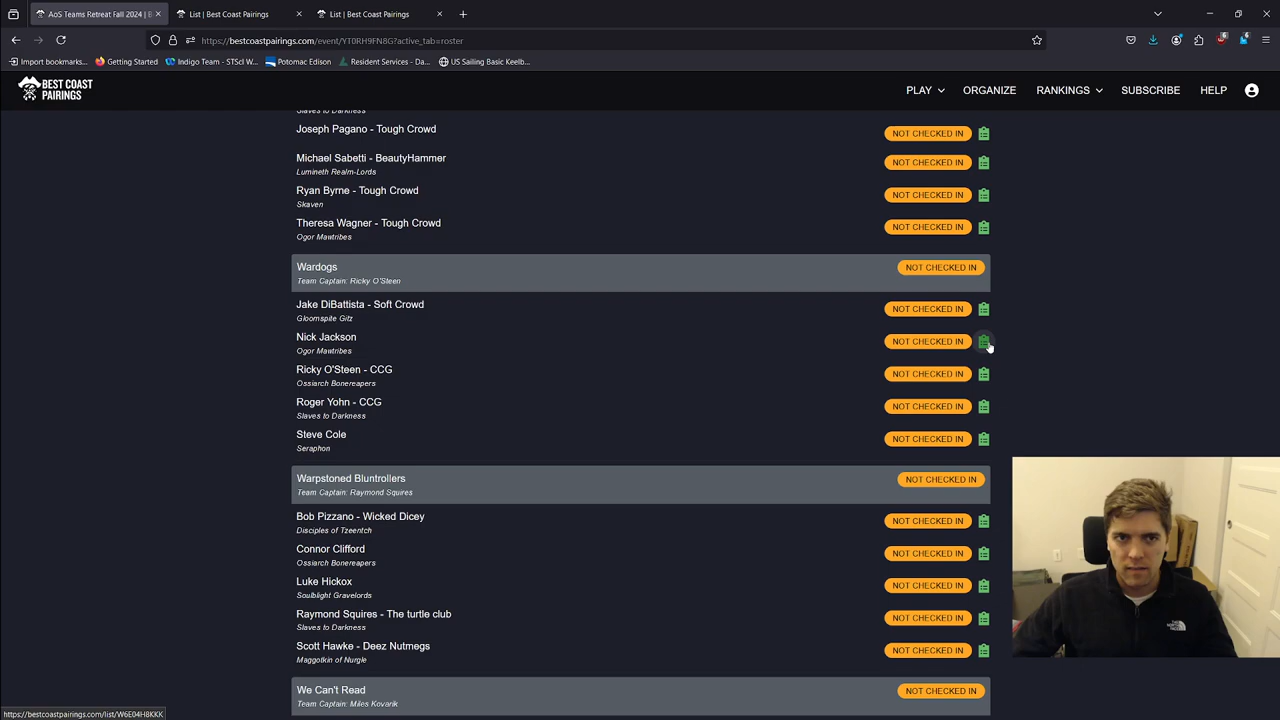 AoS Teams Retreat Fall 2024 | B
List | Best Coast Pairings
List | Best Coast Pairings
https://bestcoastpairings.com/event/YT0RH9FN8G?active_tab=roster
6
6
Import bookmarks...
Getting Started
Indigo Team - STScI W...
Potomac Edison
Resident Services - Da...
US Sailing Basic Keelb...
BEST COAST
PAIRINGS
PLAY
ORGANIZE
RANKINGS
SUBSCRIBE
HELP
Slaves to Darkness
Joseph Pagano - Tough Crowd
NOT CHECKED IN
Michael Sabetti - BeautyHammer
Lumineth Realm-Lords
NOT CHECKED IN
Ryan Byrne - Tough Crowd
Skaven
NOT CHECKED IN
Theresa Wagner - Tough Crowd
Ogor Mawtribes
NOT CHECKED IN
Wardogs
Team Captain: Ricky O'Steen
NOT CHECKED IN
Jake DiBattista - Soft Crowd
Gloomspite Gitz
NOT CHECKED IN
Nick Jackson
Ogor Mawtribes
NOT CHECKED IN
Ricky O'Steen - CCG
Ossiarch Bonereapers
NOT CHECKED IN
Roger Yohn - CCG
Slaves to Darkness
NOT CHECKED IN
Steve Cole
Seraphon
NOT CHECKED IN
Warpstoned Bluntrollers
Team Captain: Raymond Squires
NOT CHECKED IN
Bob Pizzano - Wicked Dicey
Disciples of Tzeentch
NOT CHECKED IN
Connor Clifford
Ossiarch Bonereapers
NOT CHECKED IN
Luke Hickox
Soulblight Gravelords
NOT CHECKED IN
Raymond Squires - The turtle club
Slaves to Darkness
NOT CHECKED IN
Scott Hawke - Deez Nutmegs
Maggotkin of Nurgle
NOT CHECKED IN
We Can't Read
Team Captain: Miles Kovarik
NOT CHECKED IN
https://bestcoastpairings.com/list/W6E04H8KKK